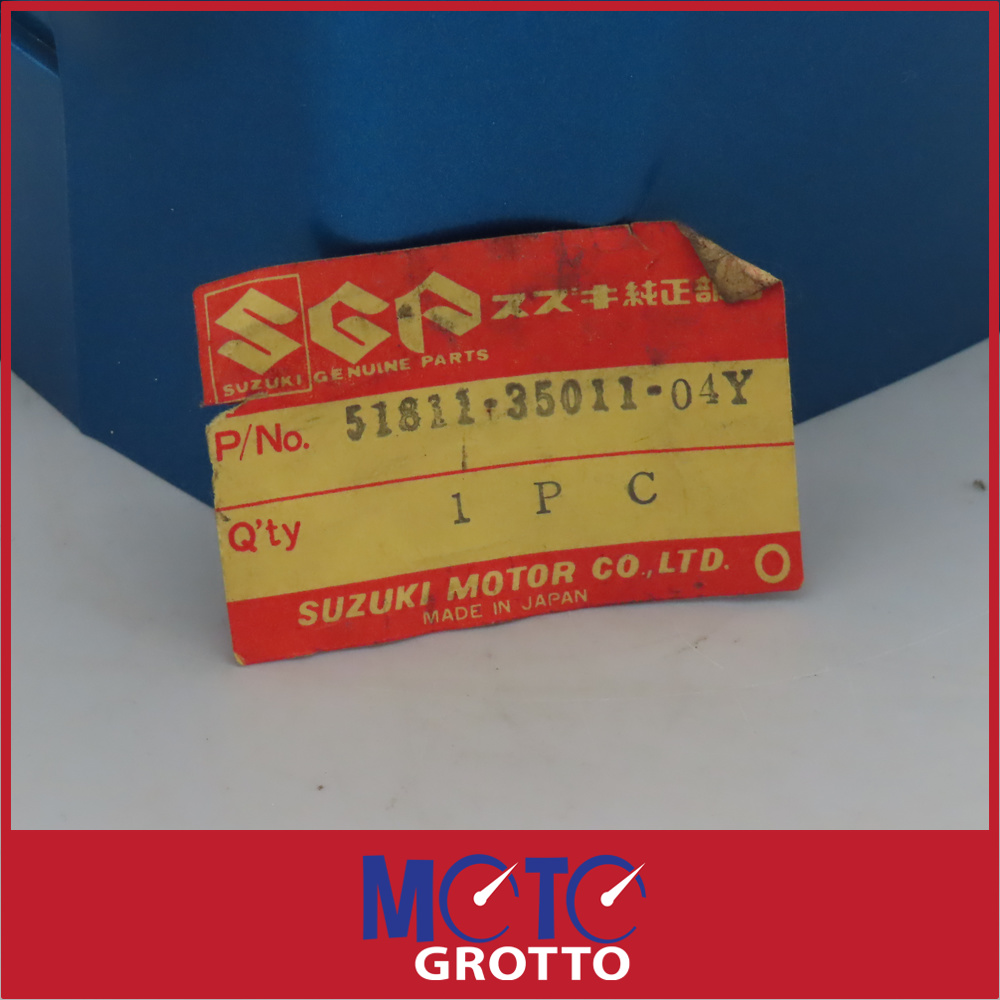 SGP スズキ純正部品
SUZUKI GENUINE PARTS
P/No. 51811-35011-04Y
Q'ty 1 P C
SUZUKI MOTOR CO.,LTD.
MADE IN JAPAN
MOTO
GROTTO